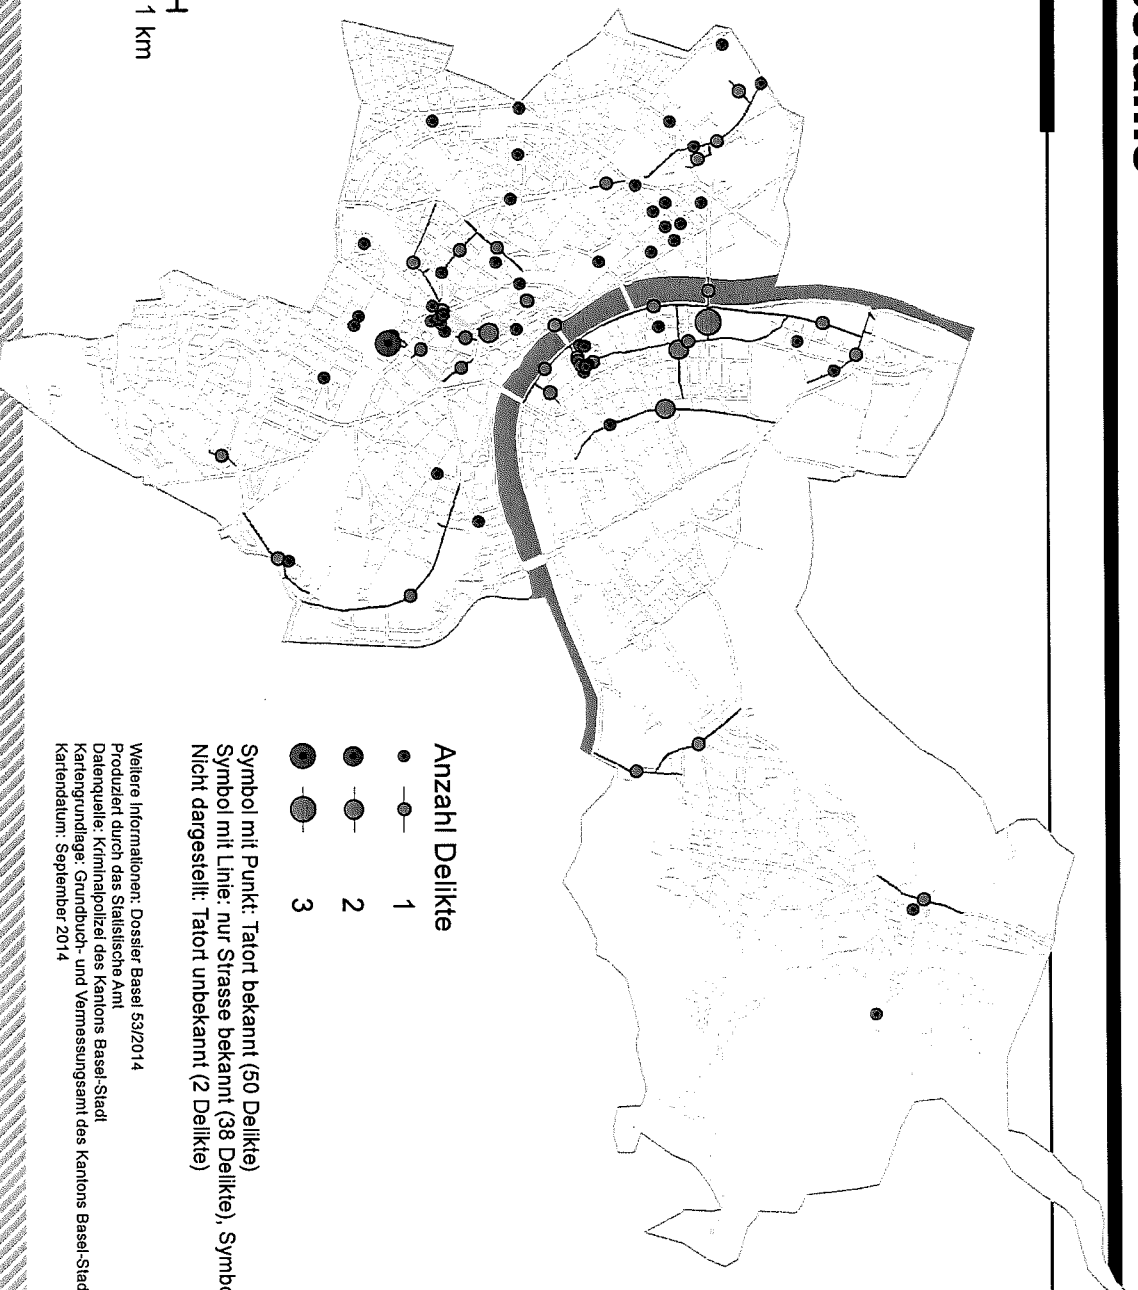 1 km
Anzahl Delikte
1
2
3
Symbol mit Punkt: Tatort bekannt (50 Delikte)
Symbol mit Linie: nur Strasse bekannt (38 Delikte), Symbo
Nicht dargestellt: Tatort unbekannt (2 Delikte)
Weitere Informationen: Dossier Basel 53/2014
Produziert durch das Statistische Amt
Datenquelle: Kriminalpolizei des Kantons Basel-Stadt
Kartengrundlage: Grundbuch- und Vermessungsamt des Kantons Basel-Stad
Kartendatum: September 2014